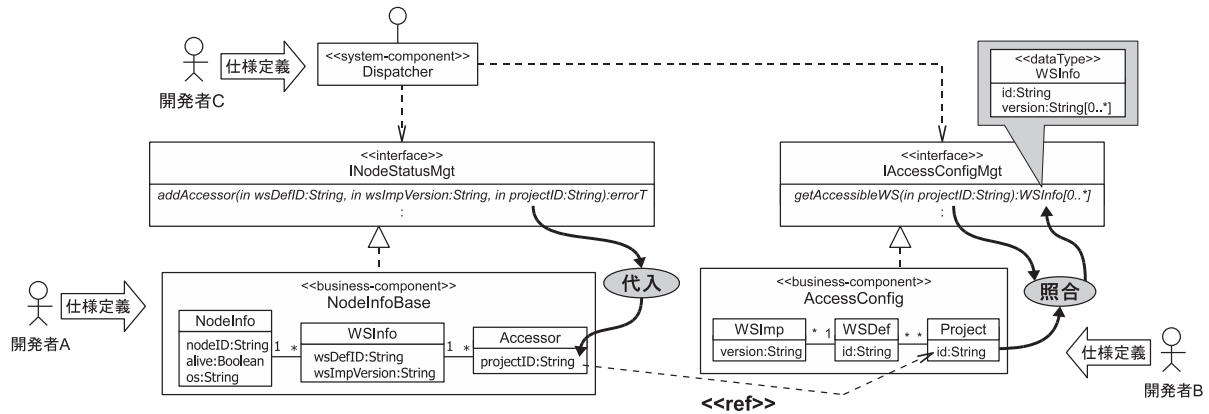 開発者C
仕様定義
<<system-component>>
Dispatcher
<<dataType>>
WSInfo
id:String
version:String[0..*]
<<interface>>
INodeStatusMgt
addAccessor(in wsDefID:String, in wsImpVersion:String, in projectID:String):errorT
:
<<interface>>
IAccessConfigMgt
getAccessibleWS(in projectID:String):WSInfo[0..*]
:
代入
照合
開発者A
仕様定義
<<business-component>>
NodeInfoBase
NodeInfo
nodeID:String
alive:Boolean
os:String
1 *
WSInfo
wsDefID:String
wsImpVersion:String
1 *
Accessor
projectID:String
<<business-component>>
AccessConfig
WSImp
version:String
* 1
WSDef
id:String
* *
Project
id:String
仕様定義
開発者B
<<ref>>